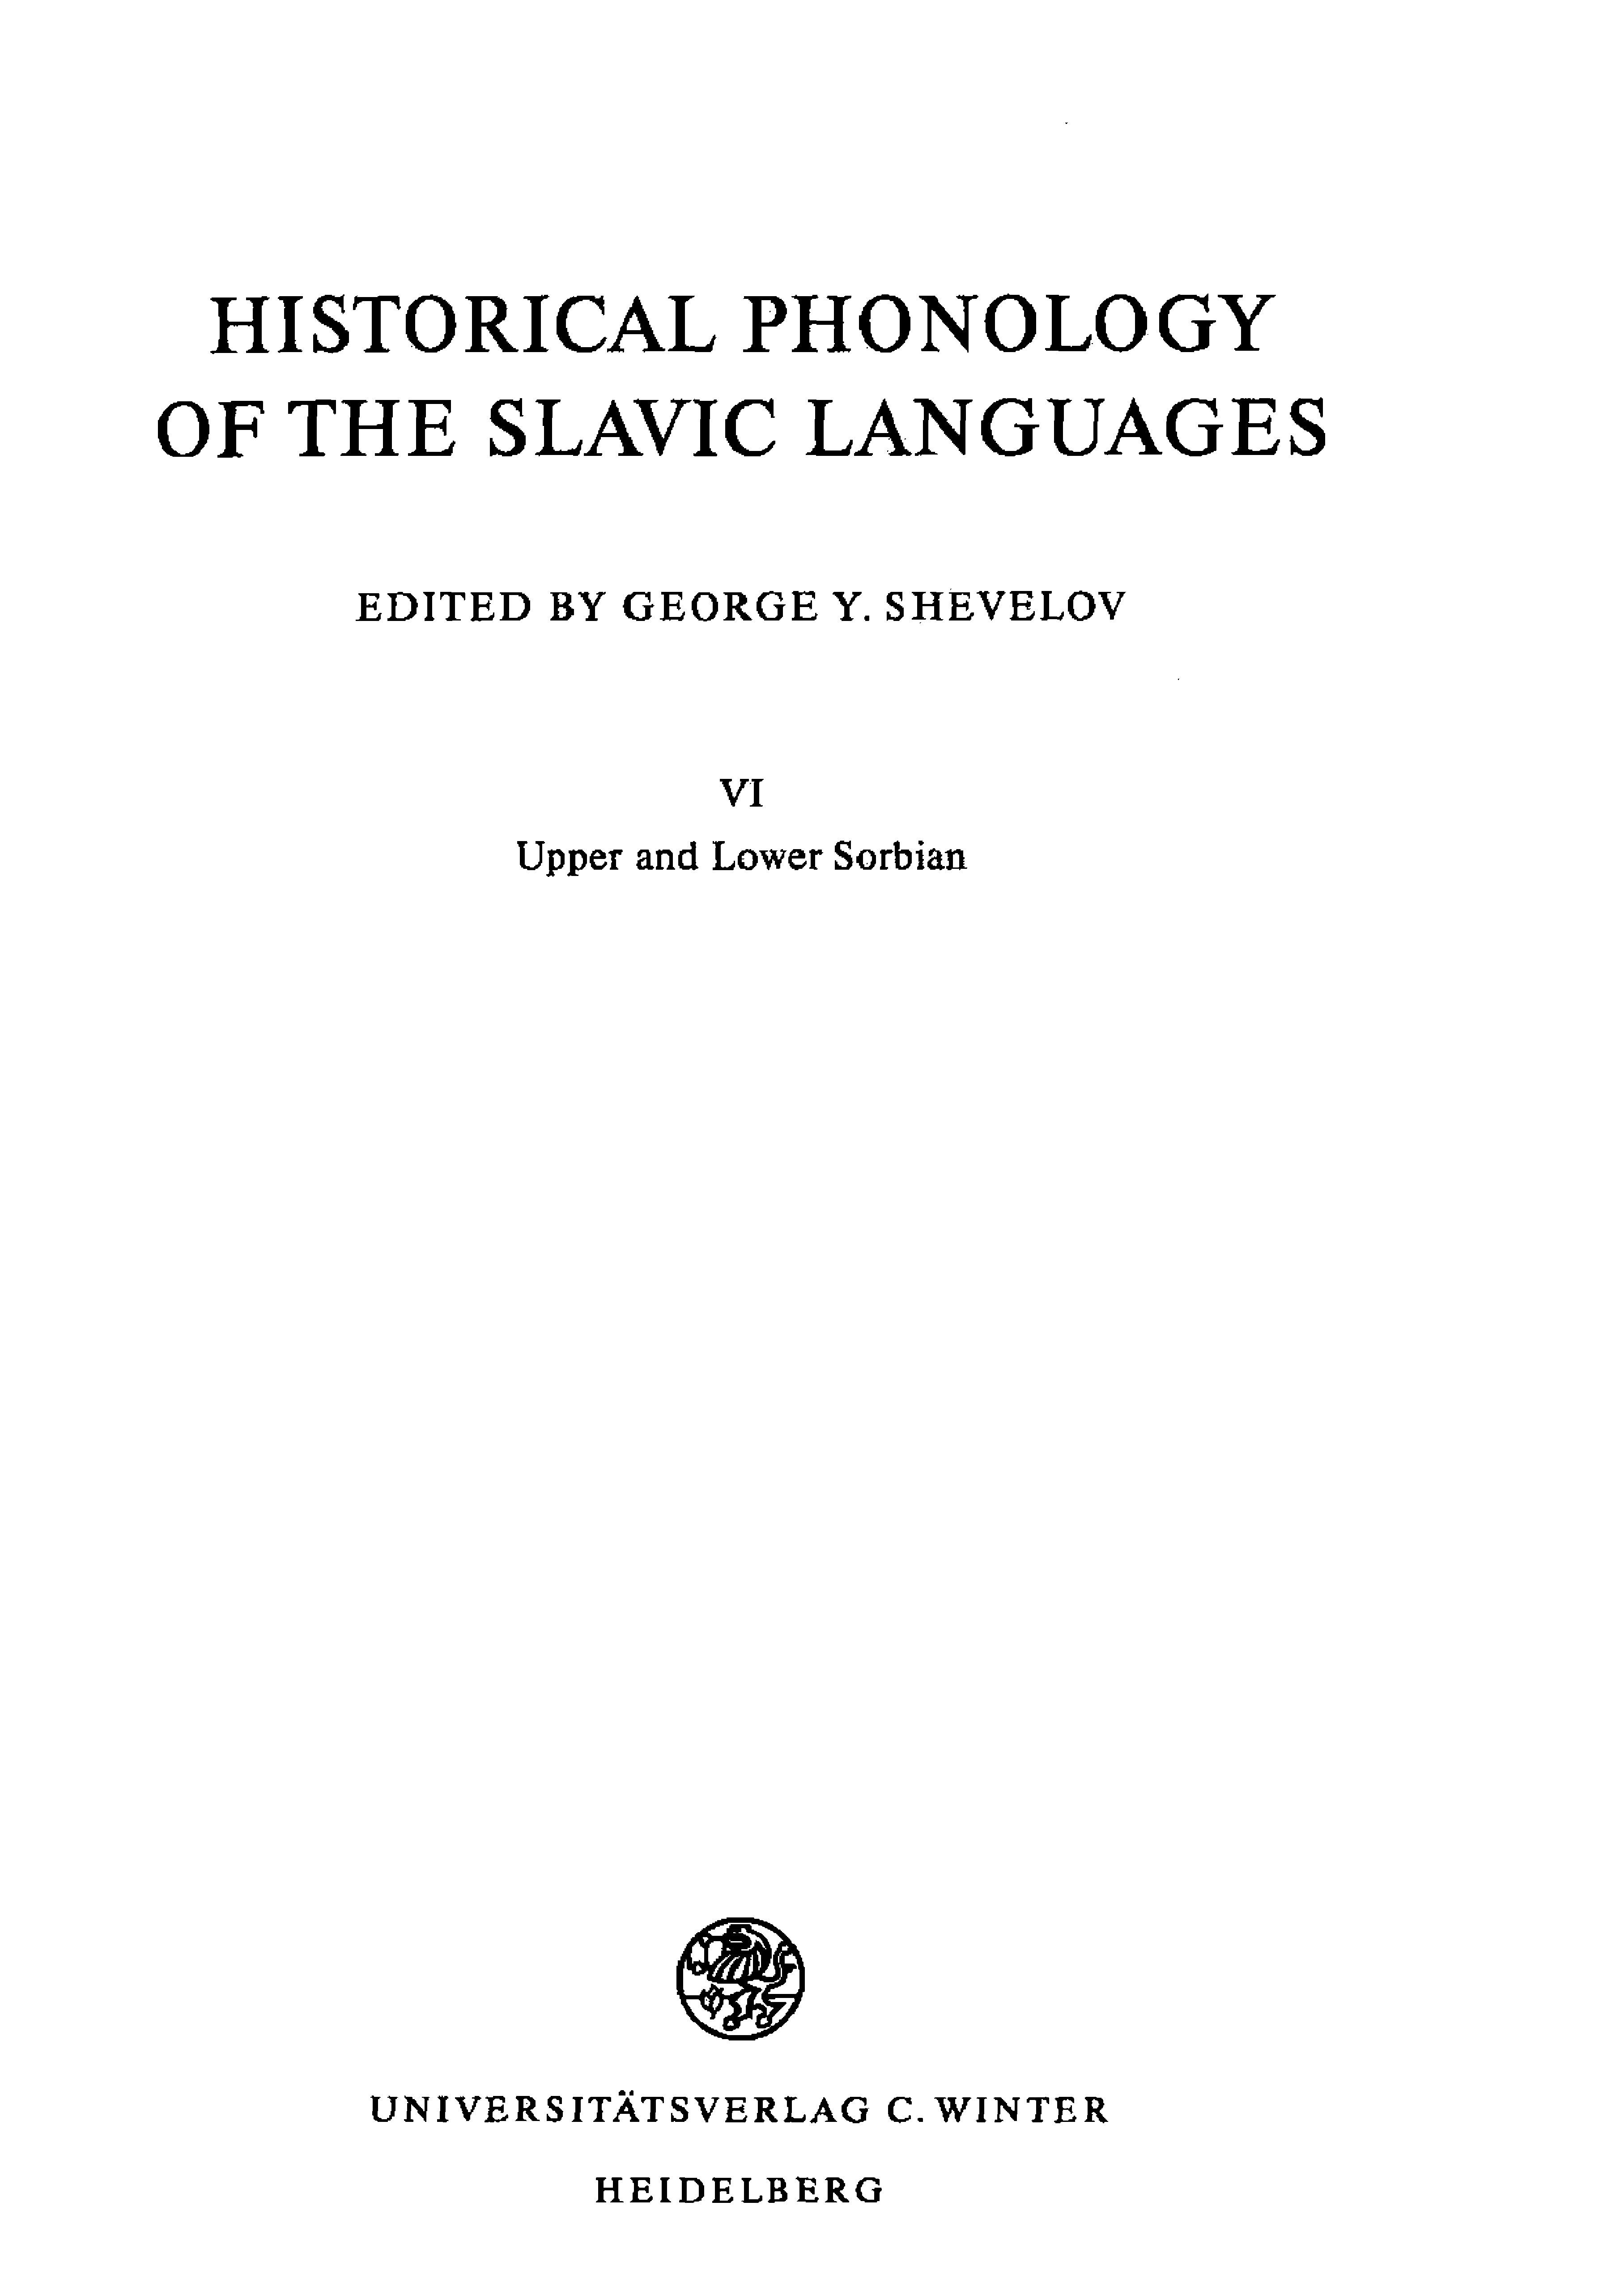 HISTORICAL PHONOLOGY
OF THE SLAVIC LANGUAGES
EDITED BY GEORGE Y. SHEVELOV
VI
Upper and Lower Sorbian
UNIVERSITÄTSVERLAG C. WINTER
HEIDELBERG